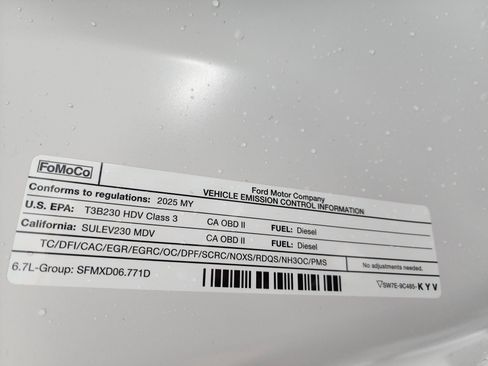 FoMoCo
Ford Motor Company
VEHICLE EMISSION CONTROL INFORMATION
Conforms to regulations: 2025 MY
U.S. EPA: T3B230 HDV Class 3 CA OBD II FUEL: Diesel
California: SULEV230 MDV CA OBD II FUEL: Diesel
TC/DFI/CAC/EGR/EGRC/OC/DPF/SCRC/NOXS/RDQS/NH3OC/PMS
No adjustments needed.
6.7L-Group: SFMXD06.771D
SW7E-9C485-KYV